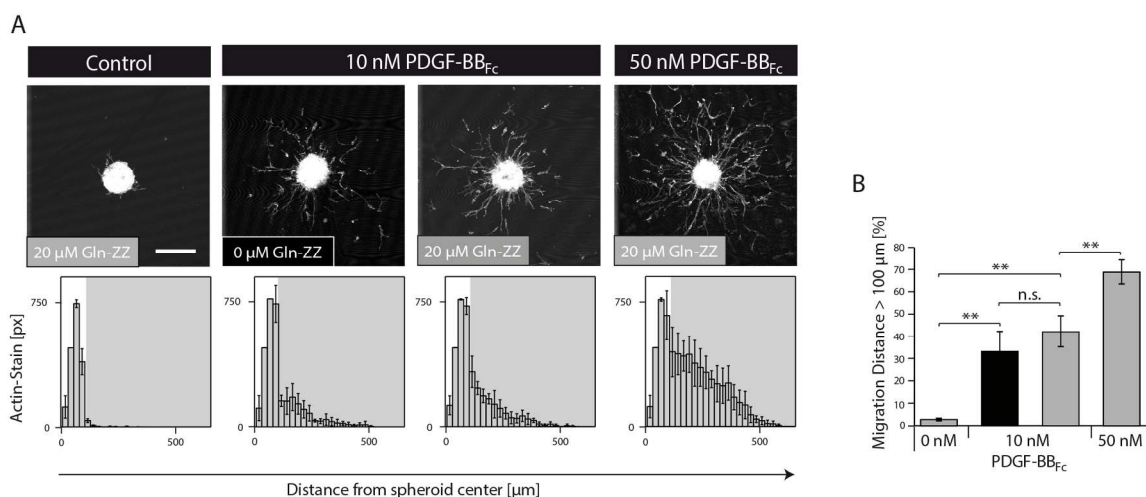 A
Control
10 nM PDGF-BBFc
50 nM PDGF-BBFc
20 µM Gln-ZZ
0 µM Gln-ZZ
20 µM Gln-ZZ
20 µM Gln-ZZ
Actin-Stain [px]
750
0
0
500
750
0
0
500
750
0
0
500
750
0
0
500
Distance from spheroid center [µm]
B
Migration Distance > 100 µm [%]
80
70
60
50
40
30
20
10
0
**
**
n.s.
**
0 nM
10 nM
50 nM
PDGF-BBFc